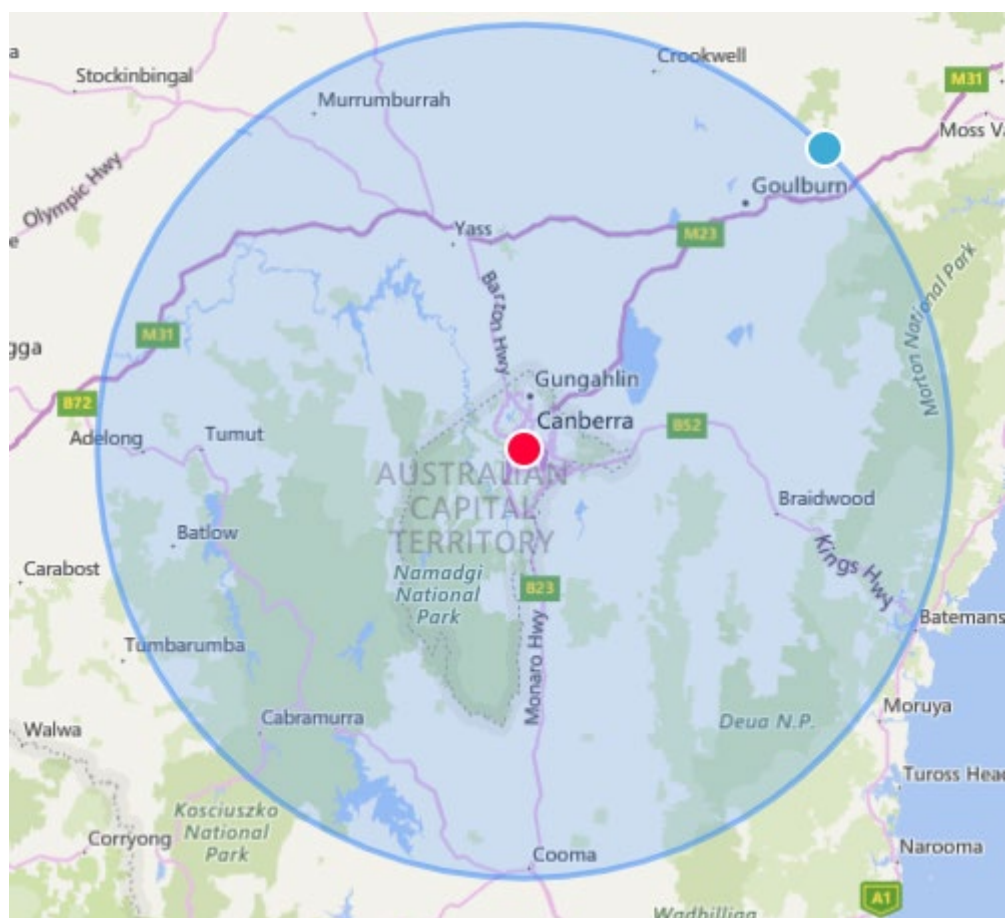 Crookwell
M31
Stockinbingal
Murrumburrah
Moss Va
Olympic Hwy
Goulburn
Yass
M23
Morton National Park
Barton Hwy
M31
gga
Gungahlin
B72
Canberra
B52
Adelong
Tumut
AUSTRALIAN
CAPITAL
TERRITORY
Braidwood
Batlow
Kings Hwy
Carabost
Namadgi
National
Park
B23
Batemans
Tumbarumba
Monaro Hwy
Cabramurra
Deua N.P.
Moruya
Walwa
Tuross Head
Kosciuszko
National
Park
Corryong
Cooma
Narooma
A1
Wadbilliga